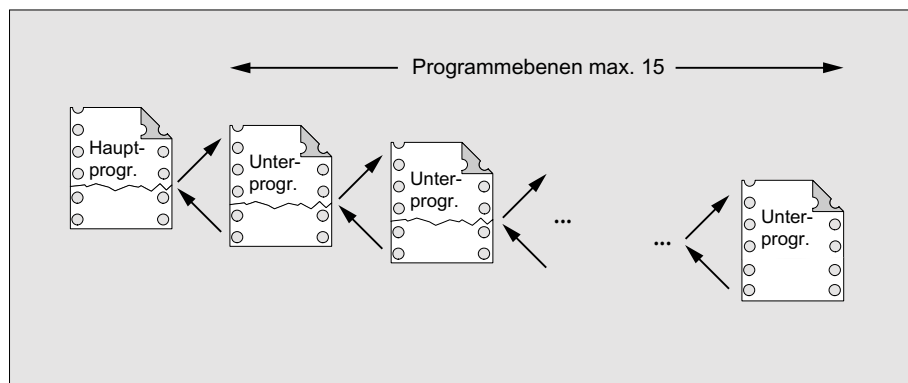 Programmebenen max. 15
Haupt-
progr.
Unter-
progr.
Unter-
progr.
...
...
Unter-
progr.